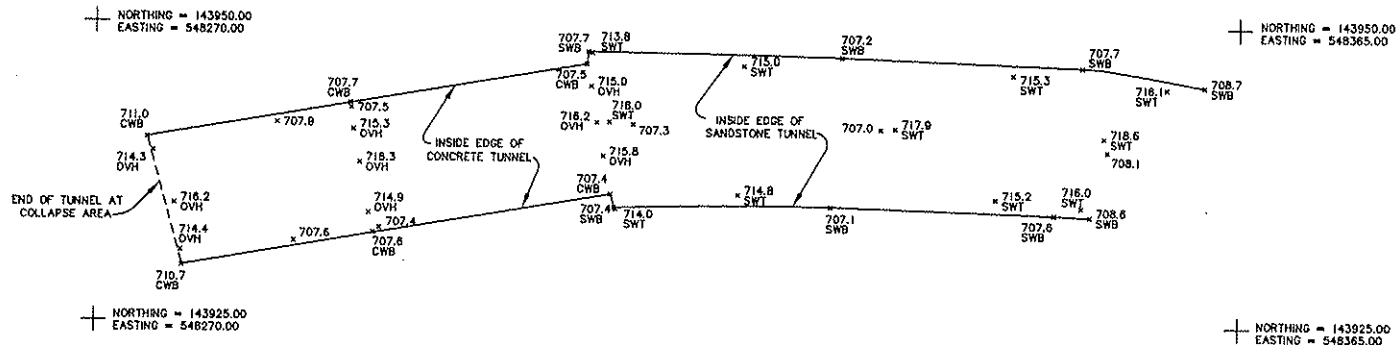 NORTHING = 143950.00
EASTING = 548270.00
NORTHING = 143950.00
EASTING = 548365.00
707.7
SWB
713.8
SWT
707.2
SWB
715.0
SWT
707.7
SWB
707.5
CWB
715.0
OVH
715.3
SWT
716.1
SWT
708.7
SWB
707.7
CWB
707.5
711.0
CWB
707.8
715.3
OVH
716.2
OVH
716.0
SWT
707.3
INSIDE EDGE OF
CONCRETE TUNNEL
INSIDE EDGE OF
SANDSTONE TUNNEL
707.0
717.9
SWT
718.6
SWT
708.1
714.3
OVH
716.3
OVH
715.8
OVH
END OF TUNNEL AT
COLLAPSE AREA
716.2
OVH
714.9
OVH
707.4
CWB
714.8
SWT
715.2
SWT
716.0
SWT
707.4
SWB
714.0
SWT
707.1
SWB
707.6
SWB
708.6
SWB
714.4
OVH
707.6
707.4
707.6
CWB
710.7
CWB
NORTHING = 143925.00
EASTING = 548270.00
NORTHING = 143925.00
EASTING = 548365.00